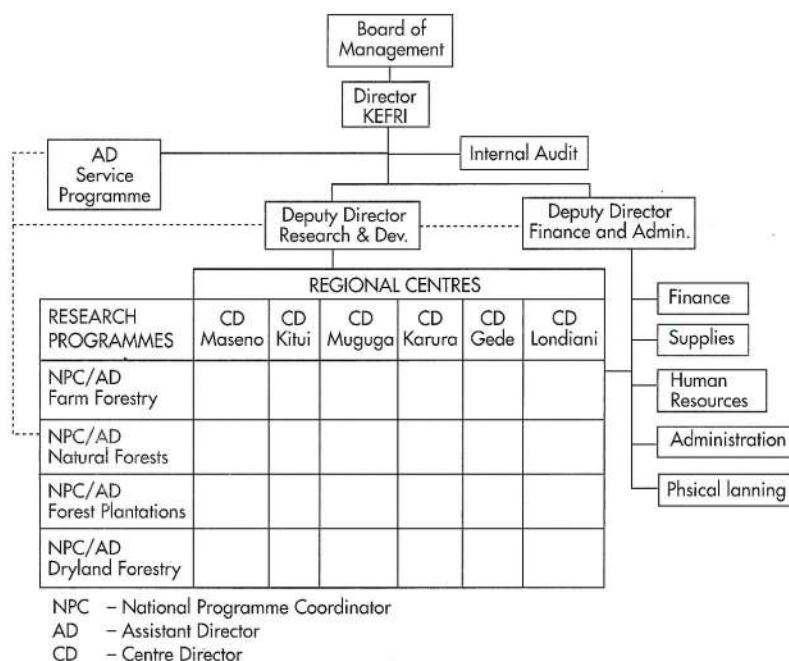 Board of
Management
Director
KEFRI
AD
Service
Programme
Internal Audit
Deputy Director
Research & Dev.
Deputy Director
Finance and Admin.
REGIONAL CENTRES
RESEARCH
PROGRAMMES
CD
Maseno
CD
Kitui
CD
Muguga
CD
Karura
CD
Gede
CD
Londiani
NPC/AD
Farm Forestry
NPC/AD
Natural Forests
NPC/AD
Forest Plantations
NPC/AD
Dryland Forestry
Finance
Supplies
Human
Resources
Administration
Phsical lanning
NPC – National Programme Coordinator
AD – Assistant Director
CD – Centre Director